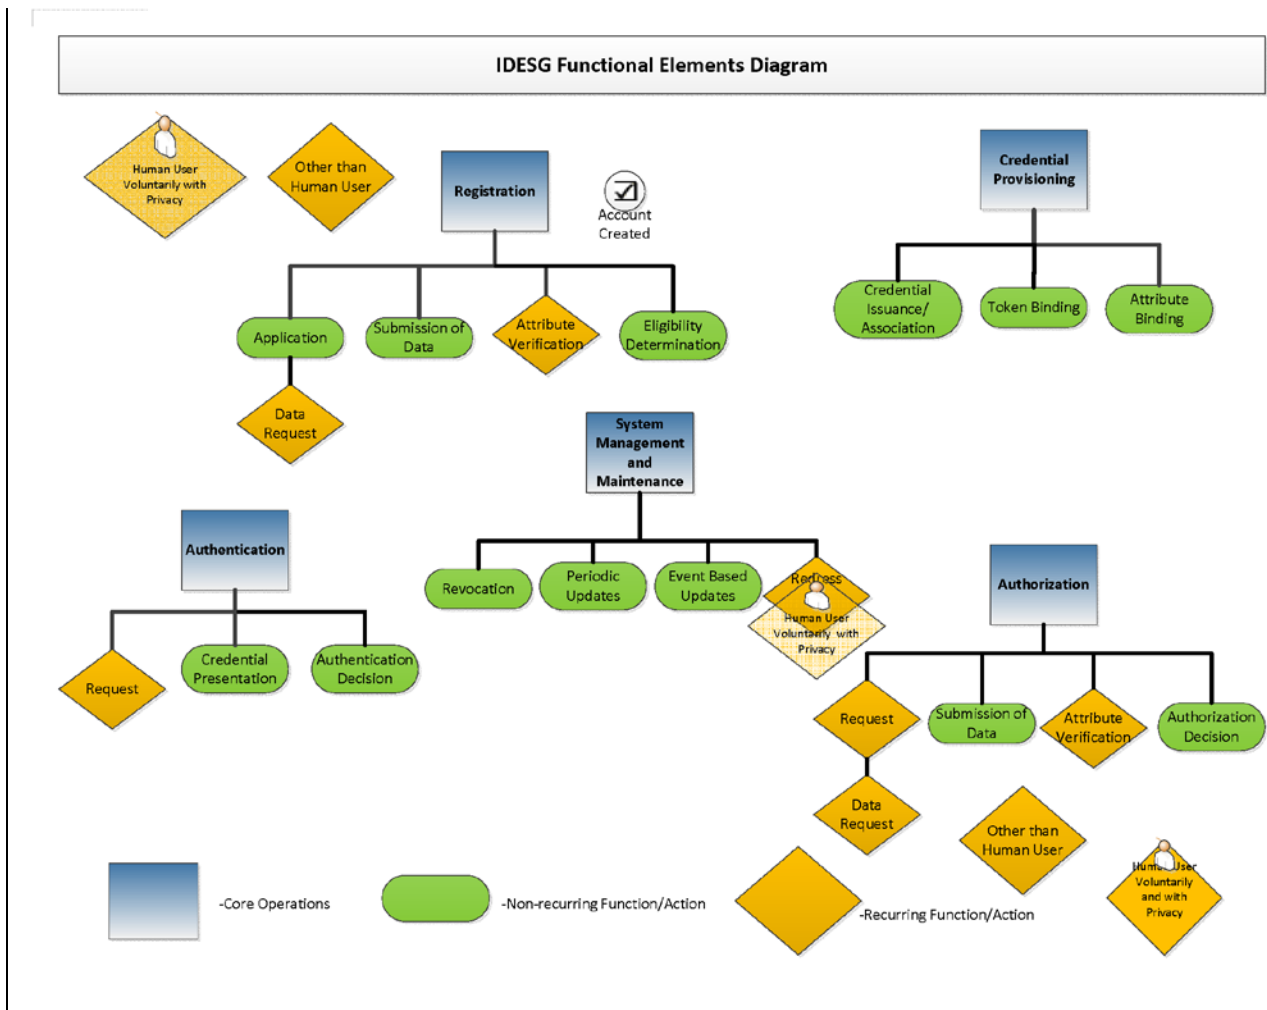 IDESG Functional Elements Diagram
Human User
Voluntarily with
Privacy
Other than
Human User
Registration
Account
Created
Credential
Provisioning
Application
Submission of
Data
Attribute
Verification
Eligibility
Determination
Credential
Issuance/
Association
Token Binding
Attribute
Binding
Data
Request
System
Management
and
Maintenance
Authentication
Revocation
Periodic
Updates
Event Based
Updates
Redress
Human User
Voluntarily with
Privacy
Authorization
Request
Credential
Presentation
Authentication
Decision
Request
Submission of
Data
Attribute
Verification
Authorization
Decision
Data
Request
Other than
Human User
Human User
Voluntarily
and with
Privacy
-Core Operations
-Non-recurring Function/Action
-Recurring Function/Action